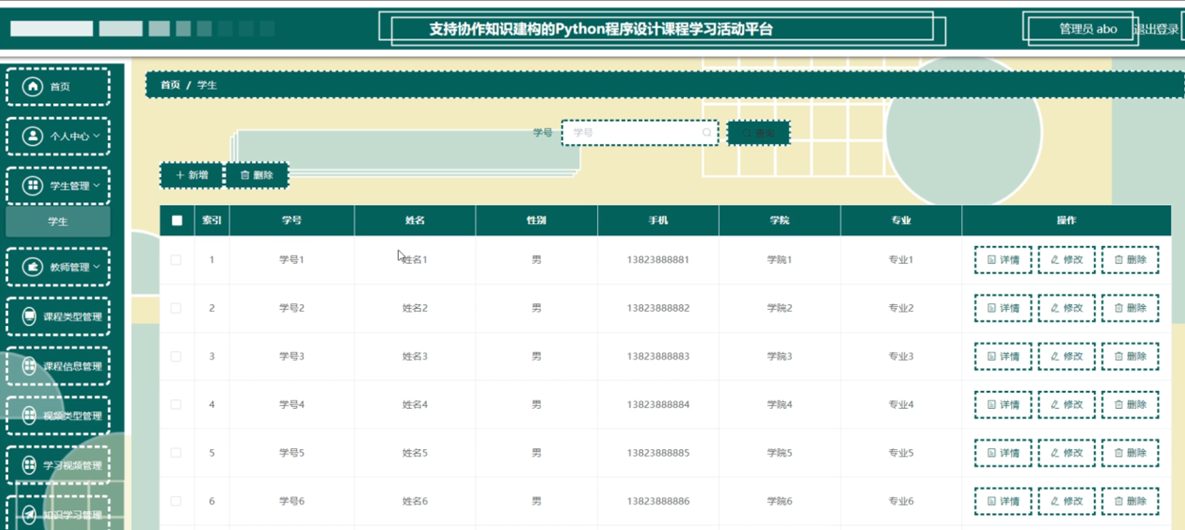 支持协作知识建构的Python程序设计课程学习活动平台
管理员 abo 退出登录
首页
个人中心
学生管理
学生
教师管理
课程类型管理
课程信息管理
视频类型管理
学习视频管理
知识学习管理
首页 / 学生
学号 学号 查询
新增 删除
索引 学号 姓名 性别 手机 学院 专业 操作
1 学号1 姓名1 男 13823888881 学院1 专业1 详情 修改 删除
2 学号2 姓名2 男 13823888882 学院2 专业2 详情 修改 删除
3 学号3 姓名3 男 13823888883 学院3 专业3 详情 修改 删除
4 学号4 姓名4 男 13823888884 学院4 专业4 详情 修改 删除
5 学号5 姓名5 男 13823888885 学院5 专业5 详情 修改 删除
6 学号6 姓名6 男 13823888886 学院6 专业6 详情 修改 删除